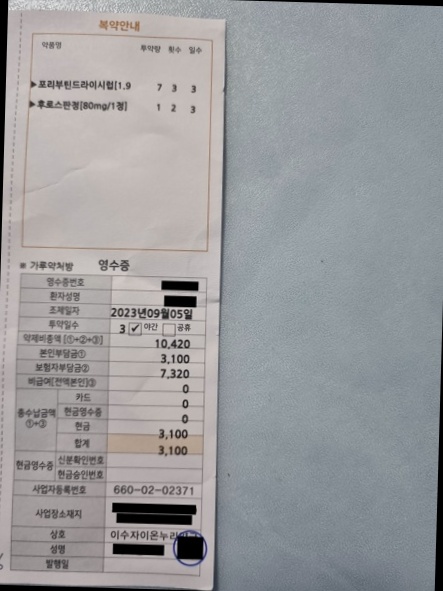 복약안내
약품명 투약량 횟수 일수
▶포리부틴드라이시럽[1.9 7 3 3
▶후로스판정[80mg/1정] 1 2 3
※ 가루약처방 영수증
영수증번호
환자성명
조제일자 2023년09월05일
투약일수 3 ✓야간 공휴
약제비총액 [①+②+③] 10,420
본인부담금① 3,100
보험자부담금② 7,320
비급여[전액본인]③ 0
총수납금액 ①+③ 카드 0
현금영수증 0
현금 3,100
합계 3,100
현금영수증 신분확인번호
현금승인번호
사업자등록번호 660-02-02371
사업장소재지
상호 이수자이온누리
성명
발행일